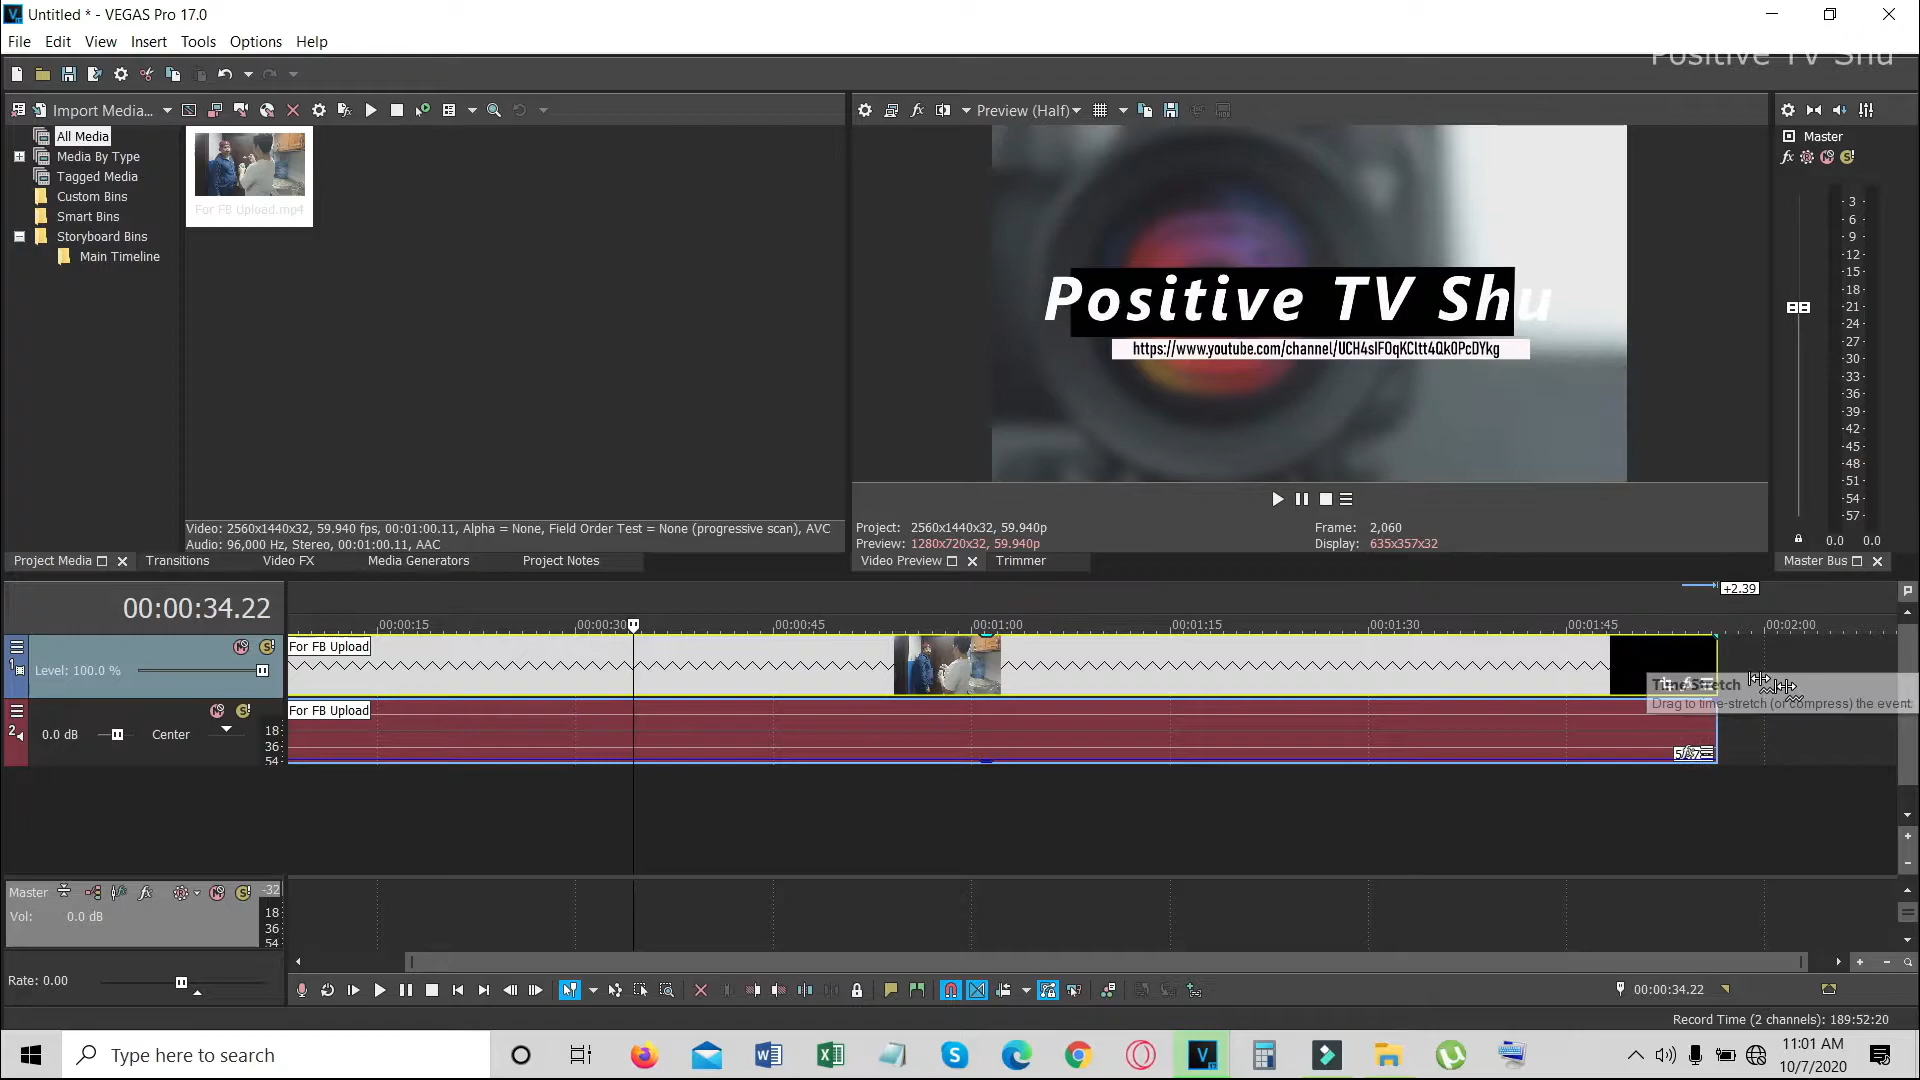 Untitled * - VEGAS Pro 17.0
File Edit View Insert Tools Options Help
Positive TV Shu
Import Media...
All Media
Media By Type
Tagged Media
Custom Bins
Smart Bins
Storyboard Bins
Main Timeline
For FB Upload.mp4
Video: 2560x1440x32, 59.940 fps, 00:01:00.11, Alpha = None, Field Order Test = None (progressive scan), AVC
Audio: 96,000 Hz, Stereo, 00:01:00.11, AAC
Project Media Transitions Video FX Media Generators Project Notes
Preview (Half)
Positive TV Shu
Project: 2560x1440x32, 59.940p
Preview: 1280x720x32, 59.940p
Frame: 2,060
Display: 635x357x32
Video Preview Trimmer
Master
fx
3
6
9
12
15
18
21
24
27
30
33
36
39
42
45
48
51
54
57
0.0 0.0
Master Bus
00:00:34.22
+2.39
00:00:15 00:00:30 00:00:45 00:01:00 00:01:15 00:01:30 00:01:45 00:02:00
1
Level: 100.0 %
For FB Upload
Time Stretch
Drag to time-stretch (or compress) the event
2
0.0 dB Center
18
36
54
For FB Upload
Master fx -32
Vol: 0.0 dB
18
36
54
Rate: 0.00
00:00:34.22
Record Time (2 channels): 189:52:20
Type here to search
11:01 AM
10/7/2020